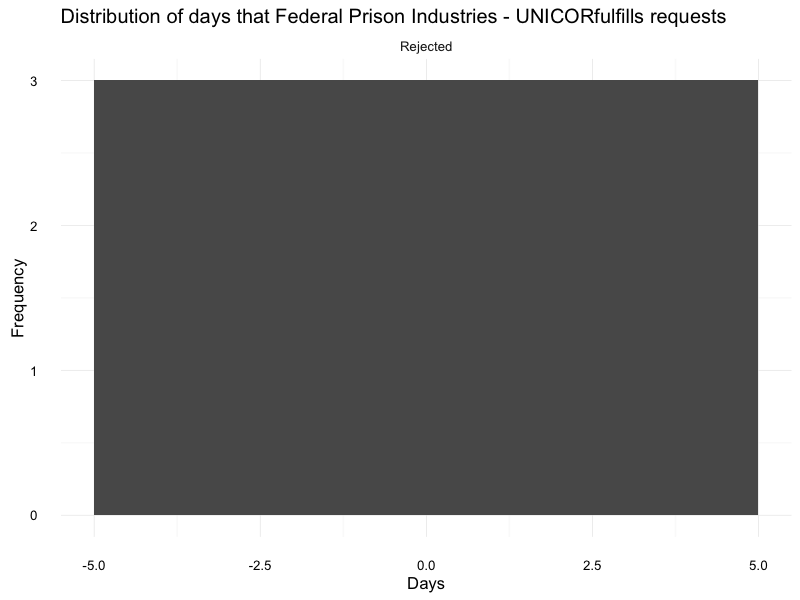 Distribution of days that Federal Prison Industries - UNICORfulfills requests
Rejected
3
2
1
0
Frequency
-5.0 -2.5 0.0 2.5 5.0
Days